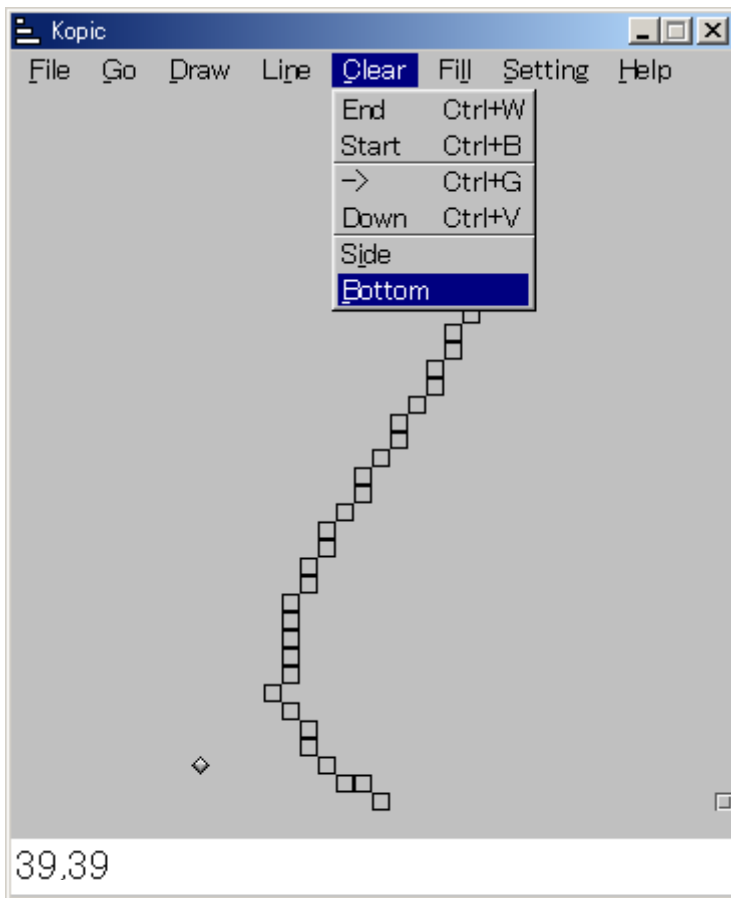 Kopic
File Go Draw Line Clear Fill Setting Help
End Ctrl+W
Start Ctrl+B
-> Ctrl+G
Down Ctrl+V
Side
Bottom
39,39